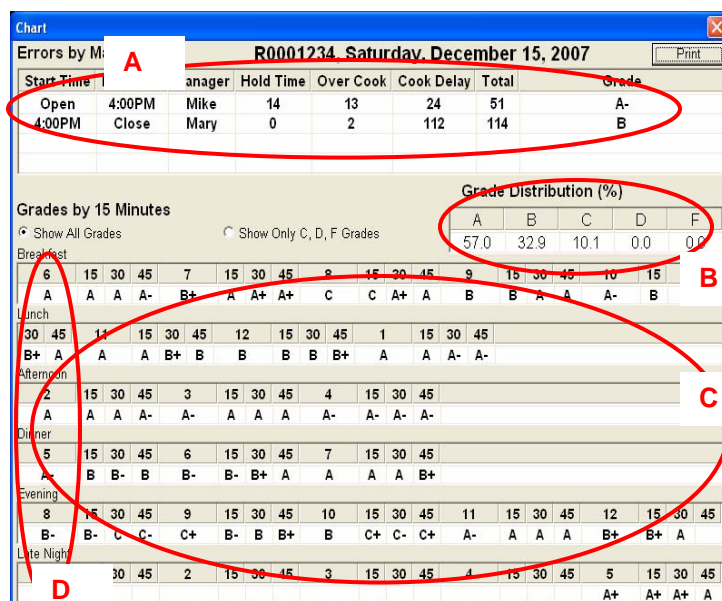 Chart
Errors by Ma A R0001234, Saturday, December 15, 2007 Print
Start Time anager Hold Time Over Cook Cook Delay Total Grade
Open 4:00PM Mike 14 13 24 51 A-
4:00PM Close Mary 0 2 112 114 B
Grade Distribution (%)
Grades by 15 Minutes
A B C D F
Show All Grades Show Only C, D, F Grades
57.0 32.9 10.1 0.0 0.0
Breakfast
6 15 30 45 7 15 30 45 8 15 30 45 9 15 30 45 10 15 B
A A A A- B+ A A+ A+ C C A+ A B B A A A- B
Lunch
30 45 11 15 30 45 12 15 30 45 1 15 30 45
B+ A A A B+ B B B B B+ A A A- A-
Afternoon
2 15 30 45 3 15 30 45 4 15 30 45 C
A A A A- A- A A A A- A- A- A-
Dinner
5 15 30 45 6 15 30 45 7 15 30 45
A- B B- B B- B- B+ A A A A B+
Evening
8 15 30 45 9 15 30 45 10 15 30 45 11 15 30 45 12 15 30 45
B- B- C C- C+ B- B B+ B C+ C- C+ A- A A A B+ B+ A
Late Night
D 30 45 2 15 30 45 3 15 30 45 4 15 30 45 5 15 30 45
A+ A+ A+ A